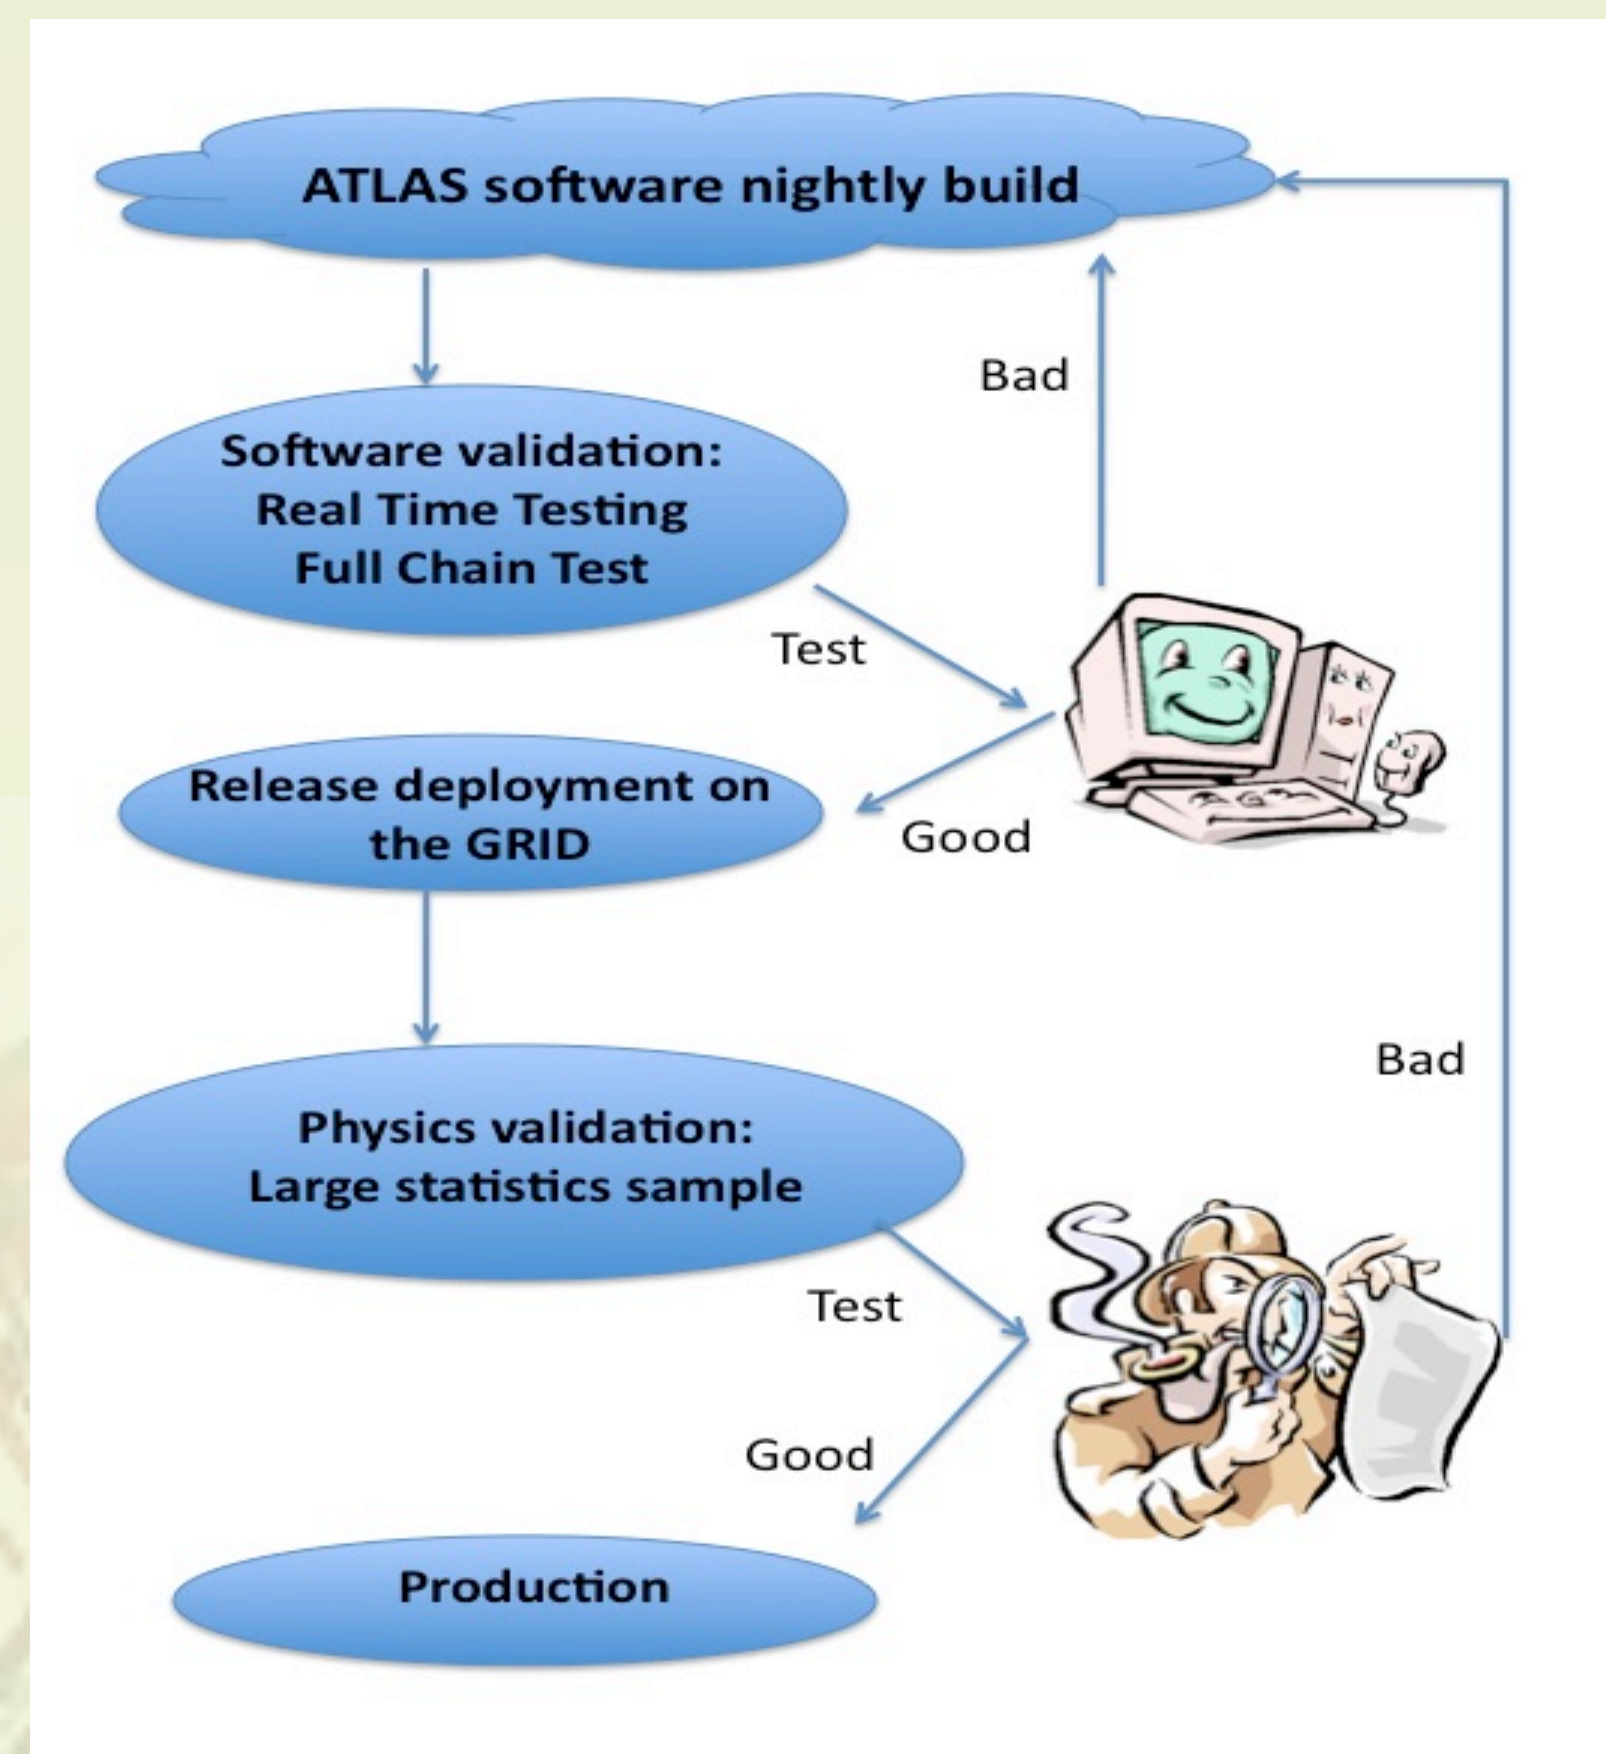 ATLAS software nightly build
Bad
Software validation:
Real Time Testing
Full Chain Test
Test
Release deployment on
the GRID
Good
Bad
Physics validation:
Large statistics sample
Test
Good
Production